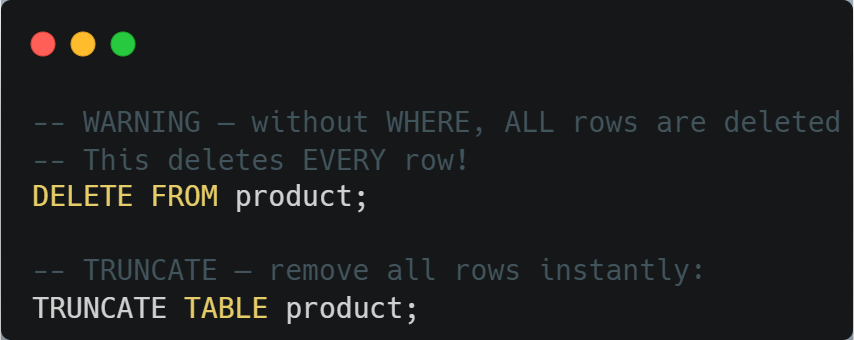 -- WARNING — without WHERE, ALL rows are deleted
-- This deletes EVERY row!
DELETE FROM product;
-- TRUNCATE — remove all rows instantly:
TRUNCATE TABLE product;